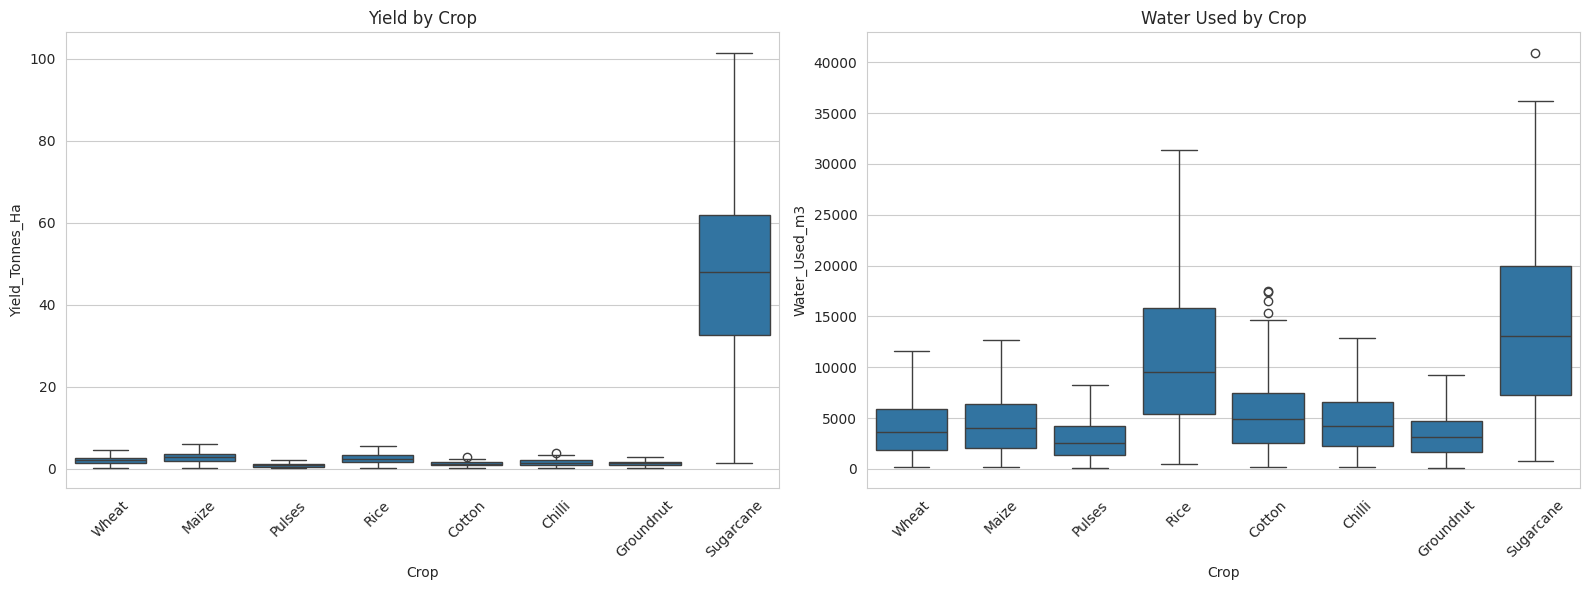 Yield by Crop
Yield_Tonnes_Ha
100
80
60
40
20
0
Wheat
Maize
Pulses
Rice
Cotton
Chilli
Groundnut
Sugarcane
Crop
Water Used by Crop
Water_Used_m3
40000
35000
30000
25000
20000
15000
10000
5000
0
Wheat
Maize
Pulses
Rice
Cotton
Chilli
Groundnut
Sugarcane
Crop